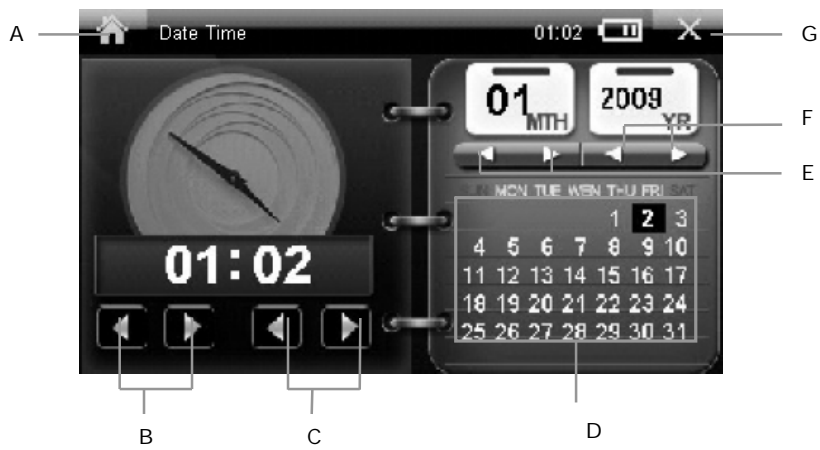 A
Date Time
01:02
G
01
MTH
2009
YR
F
E
SUN MON TUE WEN THU FRI SAT
1 2 3
4 5 6 7 8 9 10
01:02
11 12 13 14 15 16 17
18 19 20 21 22 23 24
25 26 27 28 29 30 31
B
C
D